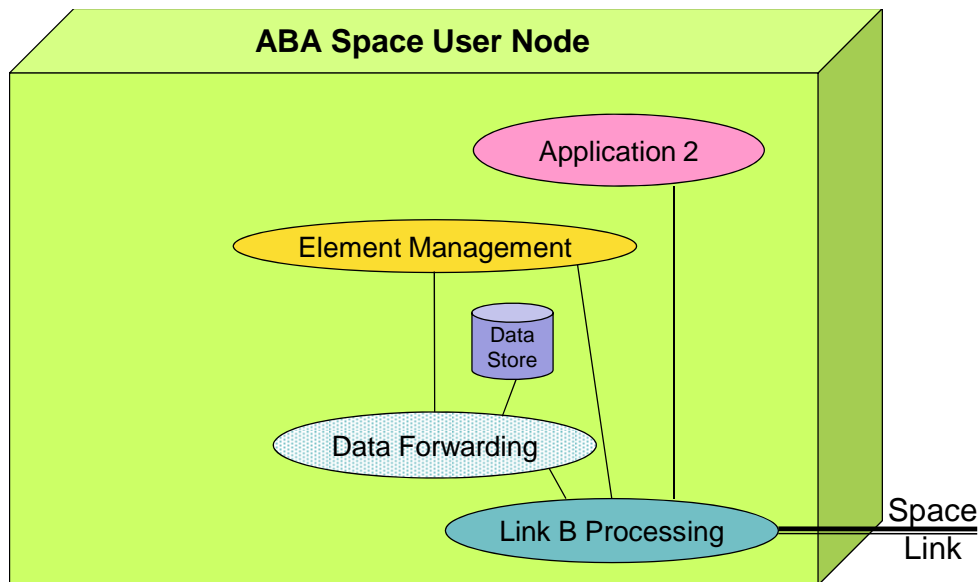 ABA Space User Node
Application 2
Element Management
Data
Store
Data Forwarding
Link B Processing
Space
Link